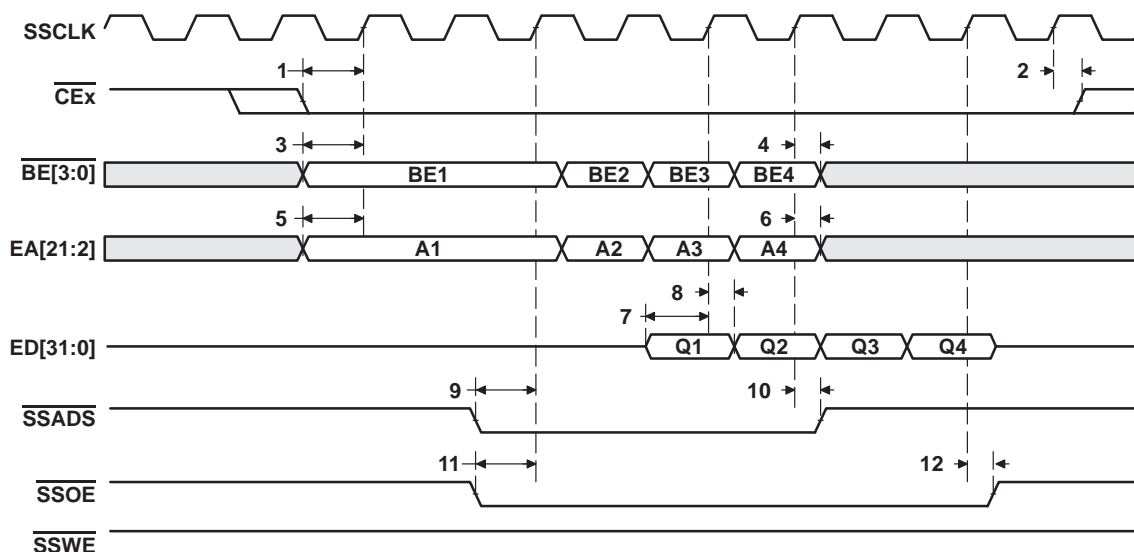 SSCLK
1
2
CEx
3
4
BE[3:0]
BE1
BE2
BE3
BE4
5
6
EA[21:2]
A1
A2
A3
A4
8
7
ED[31:0]
Q1
Q2
Q3
Q4
9
10
SSADS
11
12
SSOE
SSWE